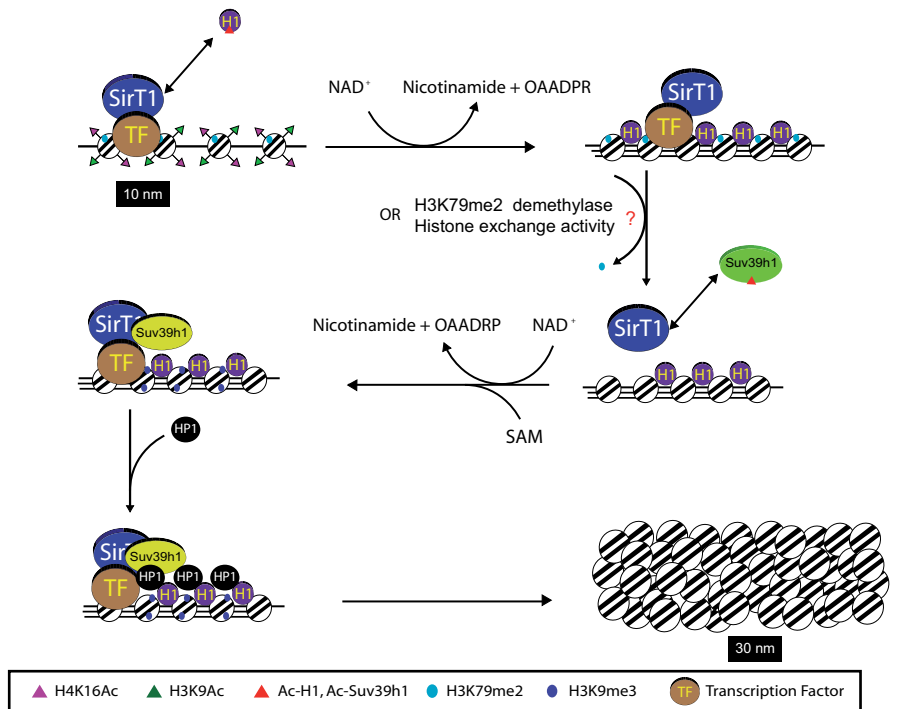 H1
SirT1
TF
10 nm
NAD+
Nicotinamide + OAADPR
SirT1
TF
H1 H1 H1 H1
OR H3K79me2 demethylase
Histone exchange activity ?
Suv39h1
SirT1
H1 H1 H1
Nicotinamide + OAADRP NAD+
SAM
SirT1
Suv39h1
TF
H1 H1 H1
HP1
SirT
Suv39h1
TF
HP1 HP1 HP1
H1 H1 H1
30 nm
H4K16Ac H3K9Ac Ac-H1, Ac-Suv39h1 H3K79me2 H3K9me3 TF Transcription Factor